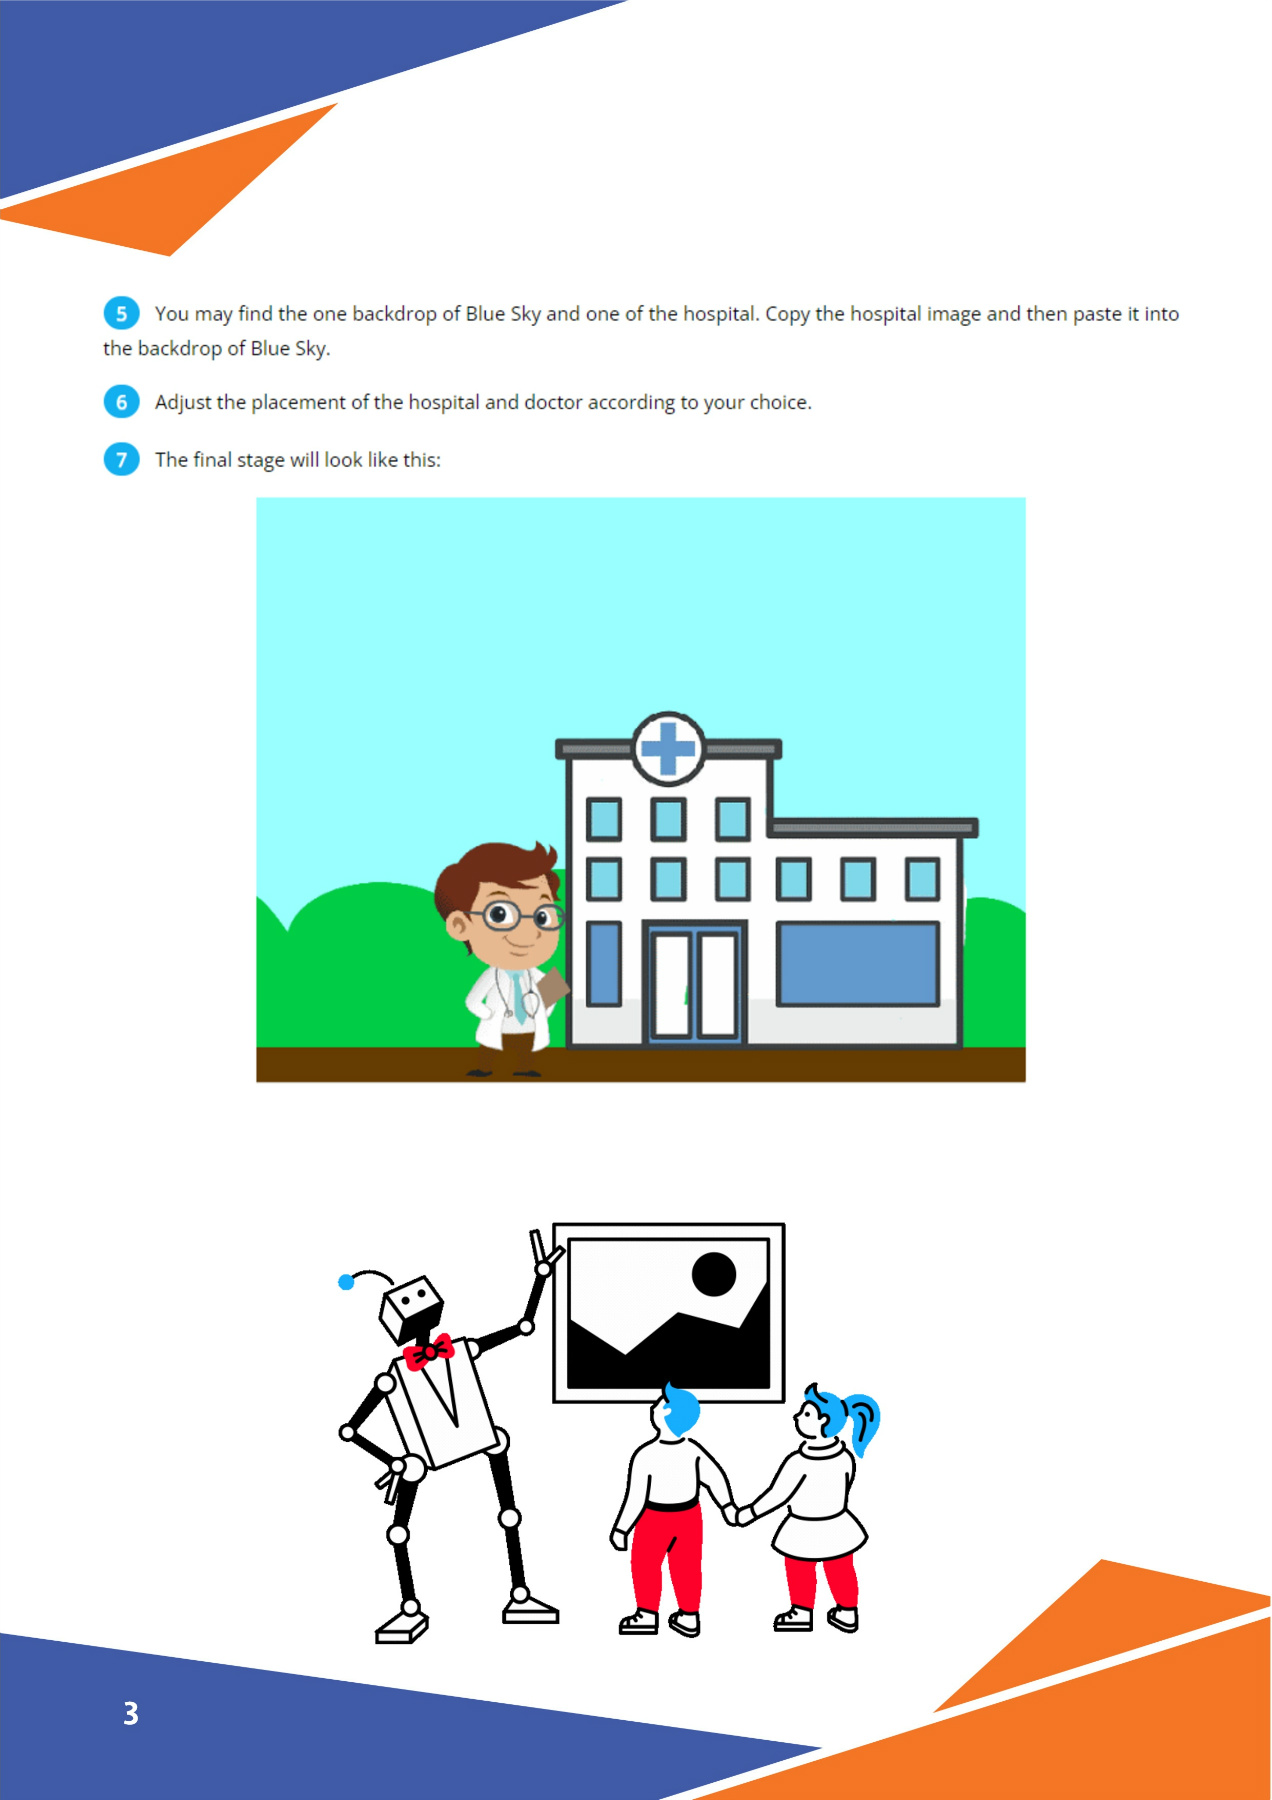 5 You may find the one backdrop of Blue Sky and one of the hospital. Copy the hospital image and then paste it into
the backdrop of Blue Sky.
6 Adjust the placement of the hospital and doctor according to your choice.
7 The final stage will look like this:
3